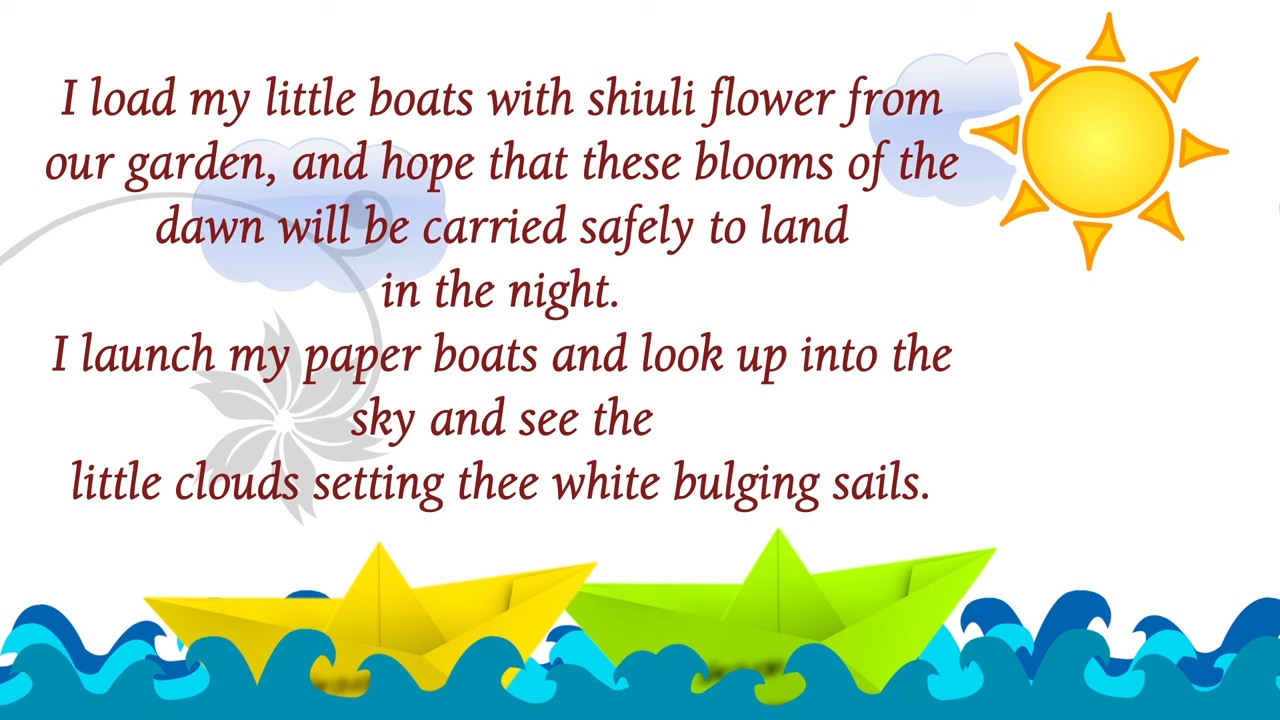 I load my little boats with shiuli flower from
our garden, and hope that these blooms of the
dawn will be carried safely to land
in the night.
I launch my paper boats and look up into the
sky and see the
little clouds setting thee white bulging sails.